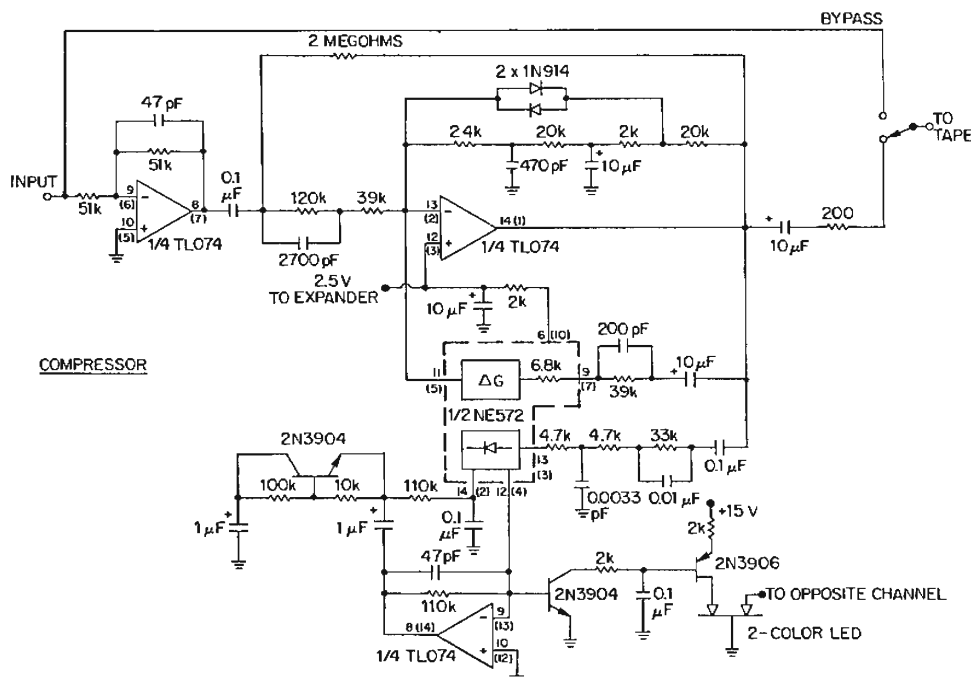 BYPASS
2 MEGOHMS
2 x 1N914
47 pF
51k
24k
20k
2k
20k
TO
TAPE
470 pF
+
10 µF
INPUT
51k
9
(6)
−
8
(7)
0.1
µF
120k
39k
13
(2)
−
14(1)
10
(5)
+
1/4 TL074
2700pF
12
(3)
+
1/4 TL074
+
10 µF
200
2.5 V
TO EXPANDER
+
10 µF
2k
6 (10)
200 pF
COMPRESSOR
11
(5)
ΔG
6.8k
9
(7)
39k
+10 µF
1/2 NE572
2N3904
4.7k
4.7k
33k
13
(3)
0.1 µF
100k
10k
110k
14 (2) 12 (4)
0.0033
pF
0.01 µF
+15 V
1 µF
+
1 µF
+
0.1
µF
2k
47pF
2k
2N3906
110k
2N3904
0.1
µF
TO OPPOSITE CHANNEL
8 (14)
−
9
(13)
2-COLOR LED
1/4 TL074
+
10
(12)